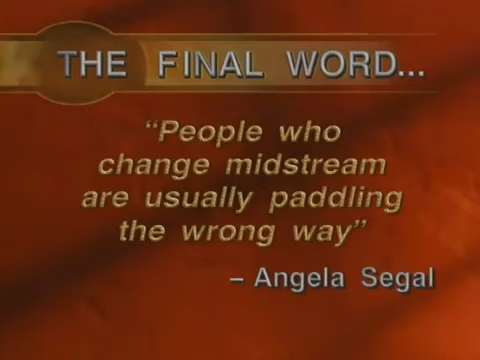 THE FINAL WORD...
“People who
change midstream
are usually paddling
the wrong way”
– Angela Segal